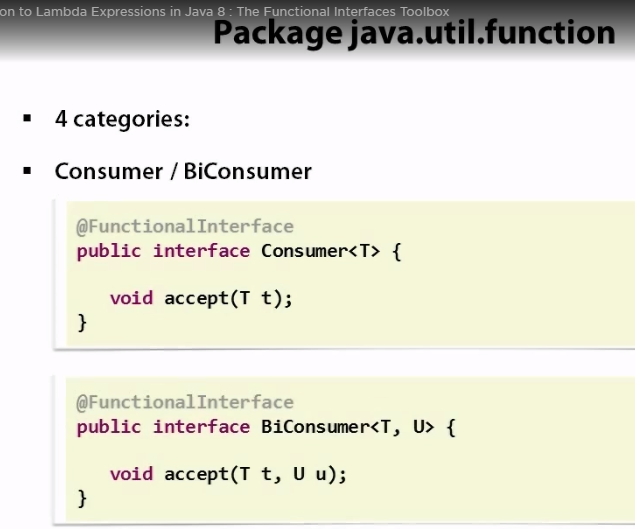 on to Lambda Expressions in Java 8 : The Functional Interfaces Toolbox
Package java.util.function
▪ 4 categories:
▪ Consumer / BiConsumer
@FunctionalInterface
public interface Consumer<T> {
void accept(T t);
}
@FunctionalInterface
public interface BiConsumer<T, U> {
void accept(T t, U u);
}